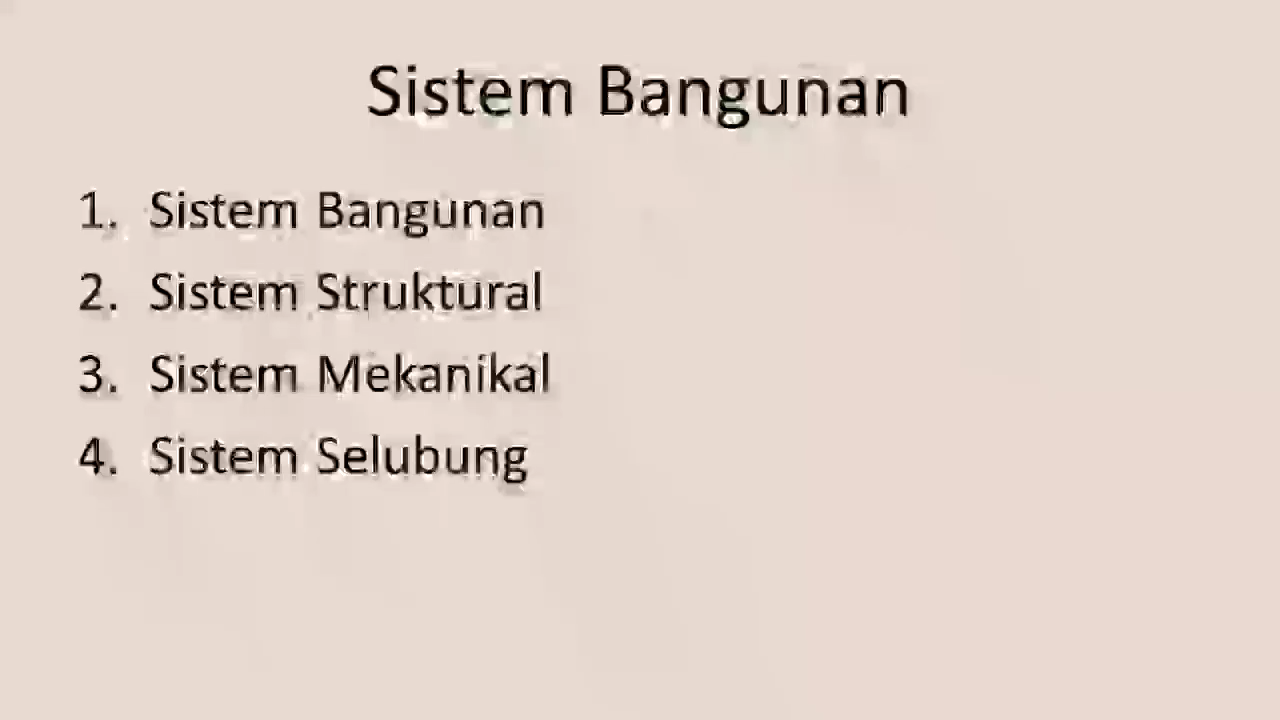 Sistem Bangunan
1. Sistem Bangunan
2. Sistem Struktural
3. Sistem Mekanikal
4. Sistem Selubung